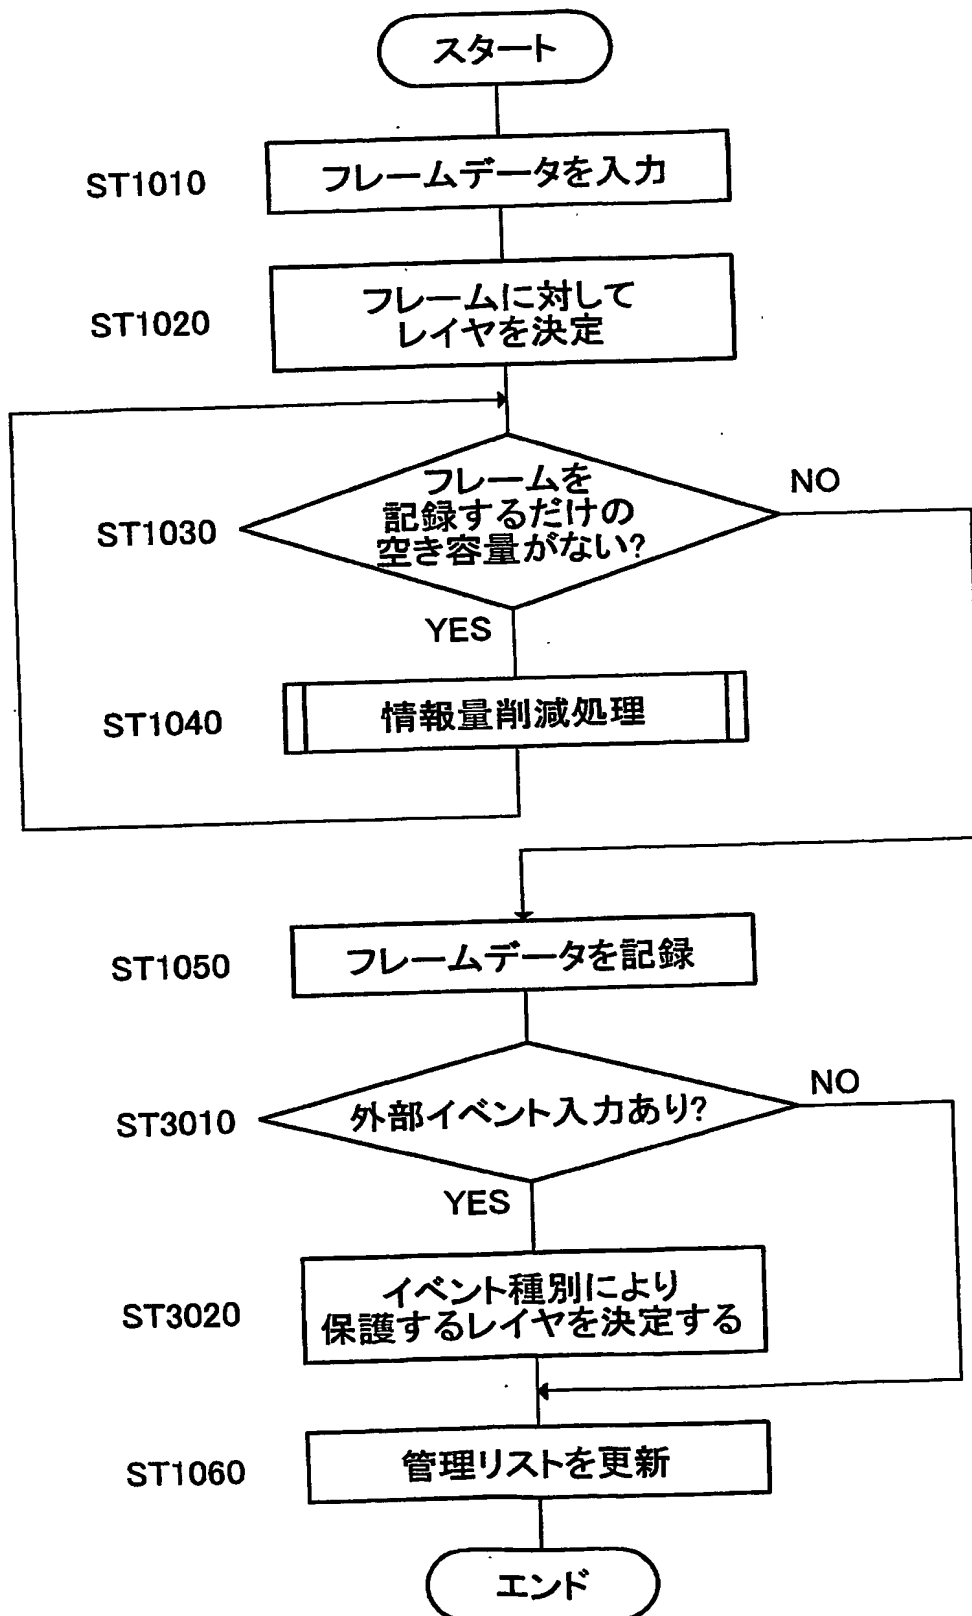 スタート
ST1010
フレームデータを入力
ST1020
フレームに対して
レイヤを決定
ST1030
フレームを
記録するだけの
空き容量がない?
NO
YES
ST1040
情報量削減処理
ST1050
フレームデータを記録
ST3010
外部イベント入力あり?
NO
YES
ST3020
イベント種別により
保護するレイヤを決定する
ST1060
管理リストを更新
エンド